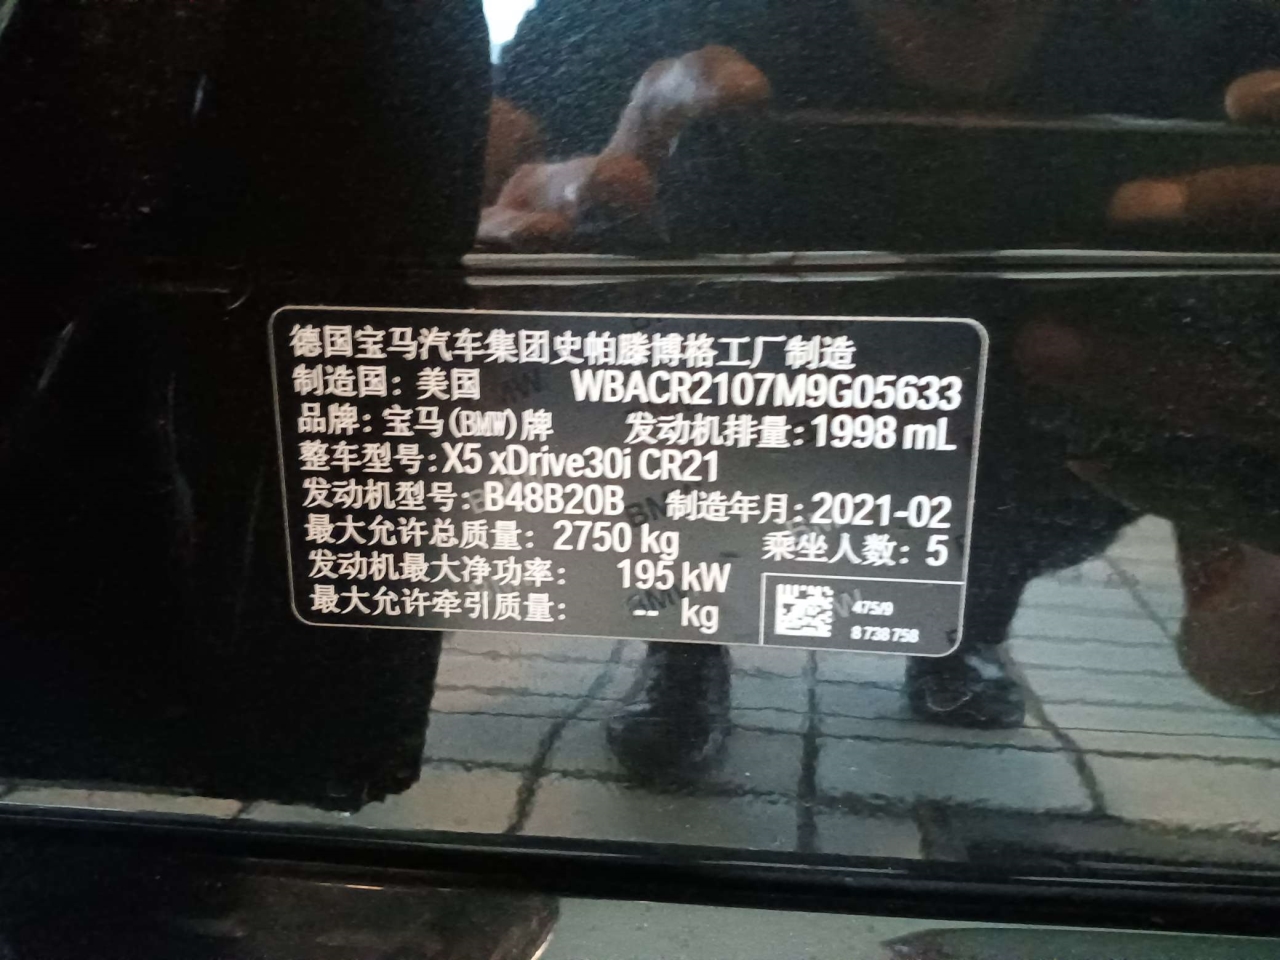 德国宝马汽车集团史帕滕博格工厂制造
制造国：美国 WBACR2107M9G05633
品牌：宝马(BMW)牌 发动机排量：1998 mL
整车型号：X5 xDrive30i CR21
发动机型号：B48B20B 制造年月：2021-02
最大允许总质量：2750 kg 乘坐人数：5
发动机最大净功率：195 kW
最大允许牵引质量：-- kg
475/9
8 738 758